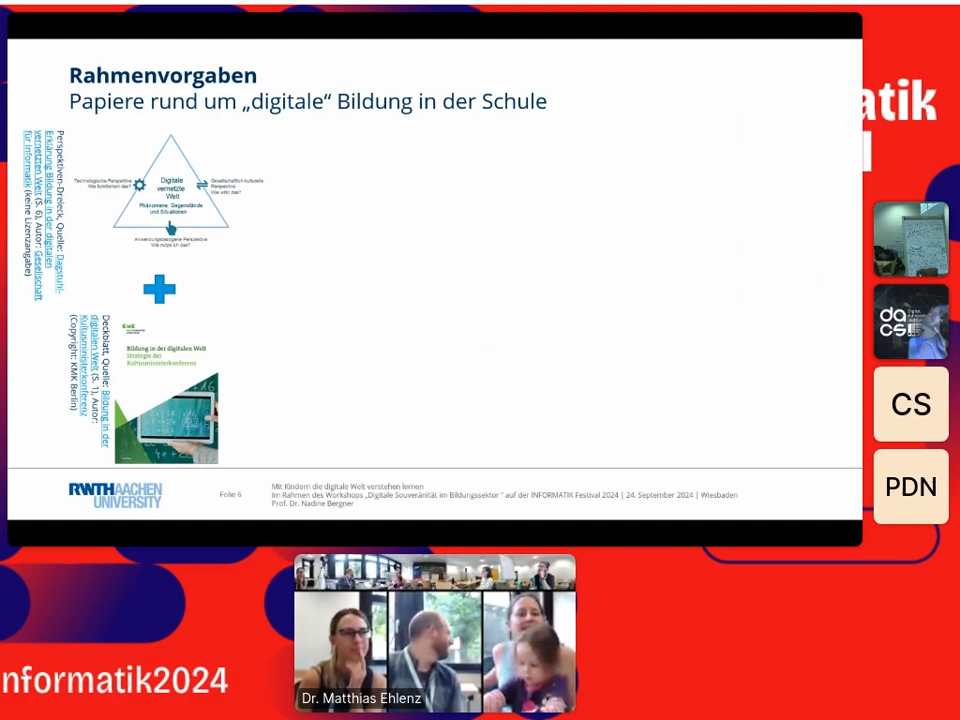 Rahmenvorgaben
Papiere rund um „digitale“ Bildung in der Schule
Perspektiven-Dreieck, Quelle: Dagstuhl-
Erklärung Bildung in der digitalen
vernetzten Welt (S. 6), Autor: Gesellschaft
für Informatik (keine Lizenzangabe)
Technologische Perspektive
Wie funktioniert das?
Digitale
vernetzte
Welt
Phänomene, Gegenstände
und Situationen
Gesellschaftlich-kulturelle
Perspektive
Wie wirkt das?
Anwendungsbezogene Perspektive
Wie nutze ich das?
Deckblatt, Quelle: Bildung in der
digitalen Welt (S. 1), Autor:
Kultusministerkonferenz
(Copyright: KMK Berlin)
KMK
Bildung in der digitalen Welt
Strategie der
Kultusministerkonferenz
RWTH AACHEN
UNIVERSITY
Folie 6
Mit Kindern die digitale Welt verstehen lernen
Im Rahmen des Workshops „Digitale Souveränität im Bildungssektor“ auf der INFORMATIK Festival 2024 | 24. September 2024 | Wiesbaden
Prof. Dr. Nadine Bergner
atik
da
cs
CS
PDN
nformatik2024
Dr. Matthias Ehlenz